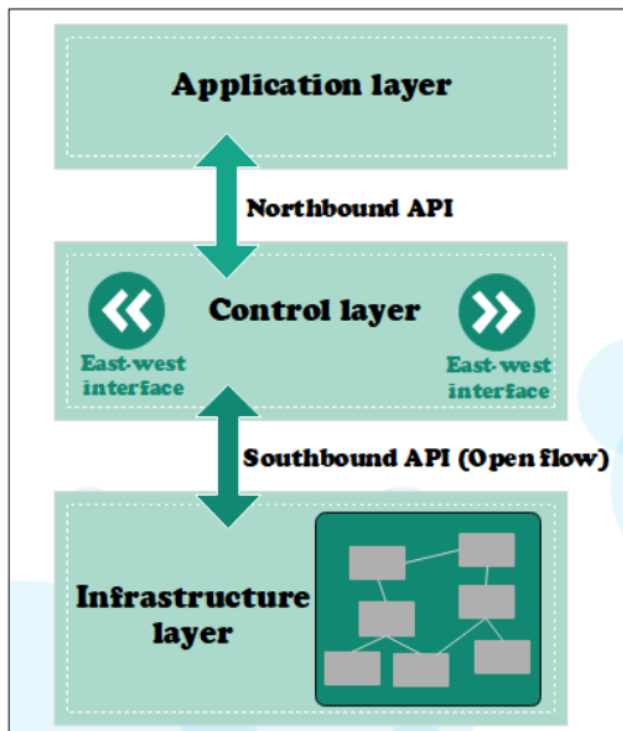 Application layer
Northbound API
Control layer
East-west
interface
East-west
interface
Southbound API (Open flow)
Infrastructure
layer